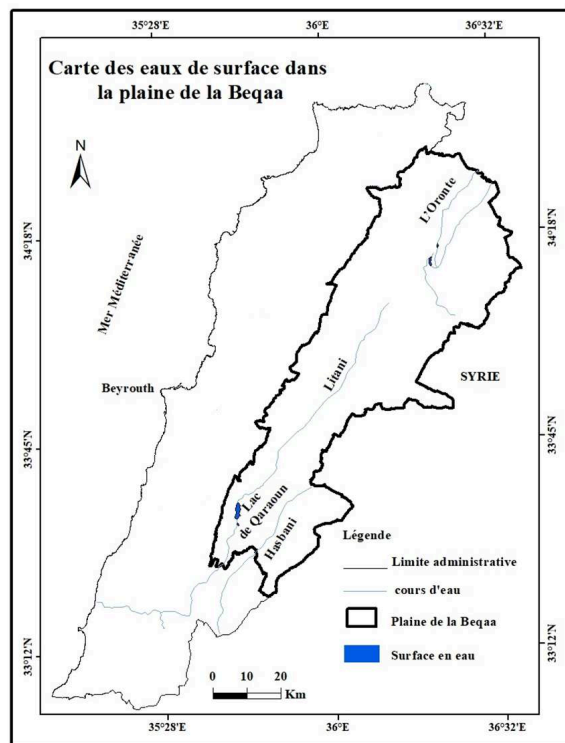 35°28'E 36°0'E 36°32'E
Carte des eaux de surface dans
la plaine de la Beqaa
N
34°18'N
34°18'N
L'Oronte
Mer Méditerranée
Litani
Beyrouth
SYRIE
33°45'N
33°45'N
Lac
de Qaraoun
Hasbani
Légende
Limite administrative
cours d'eau
Plaine de la Beqaa
Surface en eau
33°12'N
33°12'N
0 10 20
Km
35°28'E 36°0'E 36°32'E